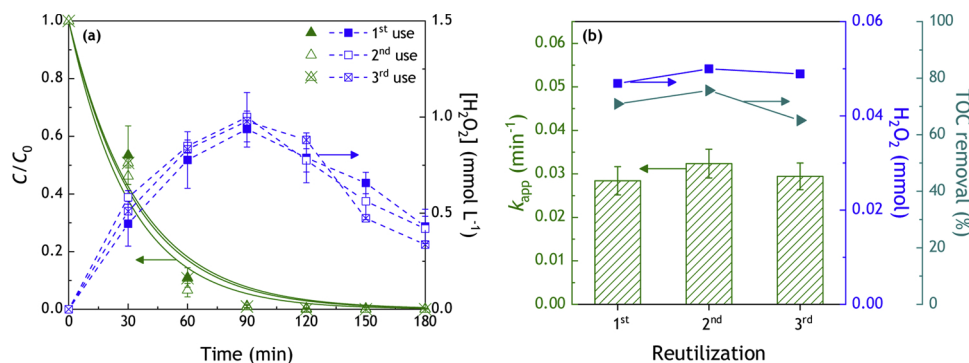 (a)
1st use
2nd use
3rd use
C/C0
1.0
0.8
0.6
0.4
0.2
0.0
0 30 60 90 120 150 180
Time (min)
1.5
1.0
0.5
0.0
[H2O2] (mmol L-1)
(b)
kapp (min-1)
0.06
0.05
0.04
0.03
0.02
0.01
0.00
1st 2nd 3rd
Reutilization
0.06
0.04
0.02
0.00
H2O2 (mmol)
100
80
60
40
20
0
TOC removal (%)